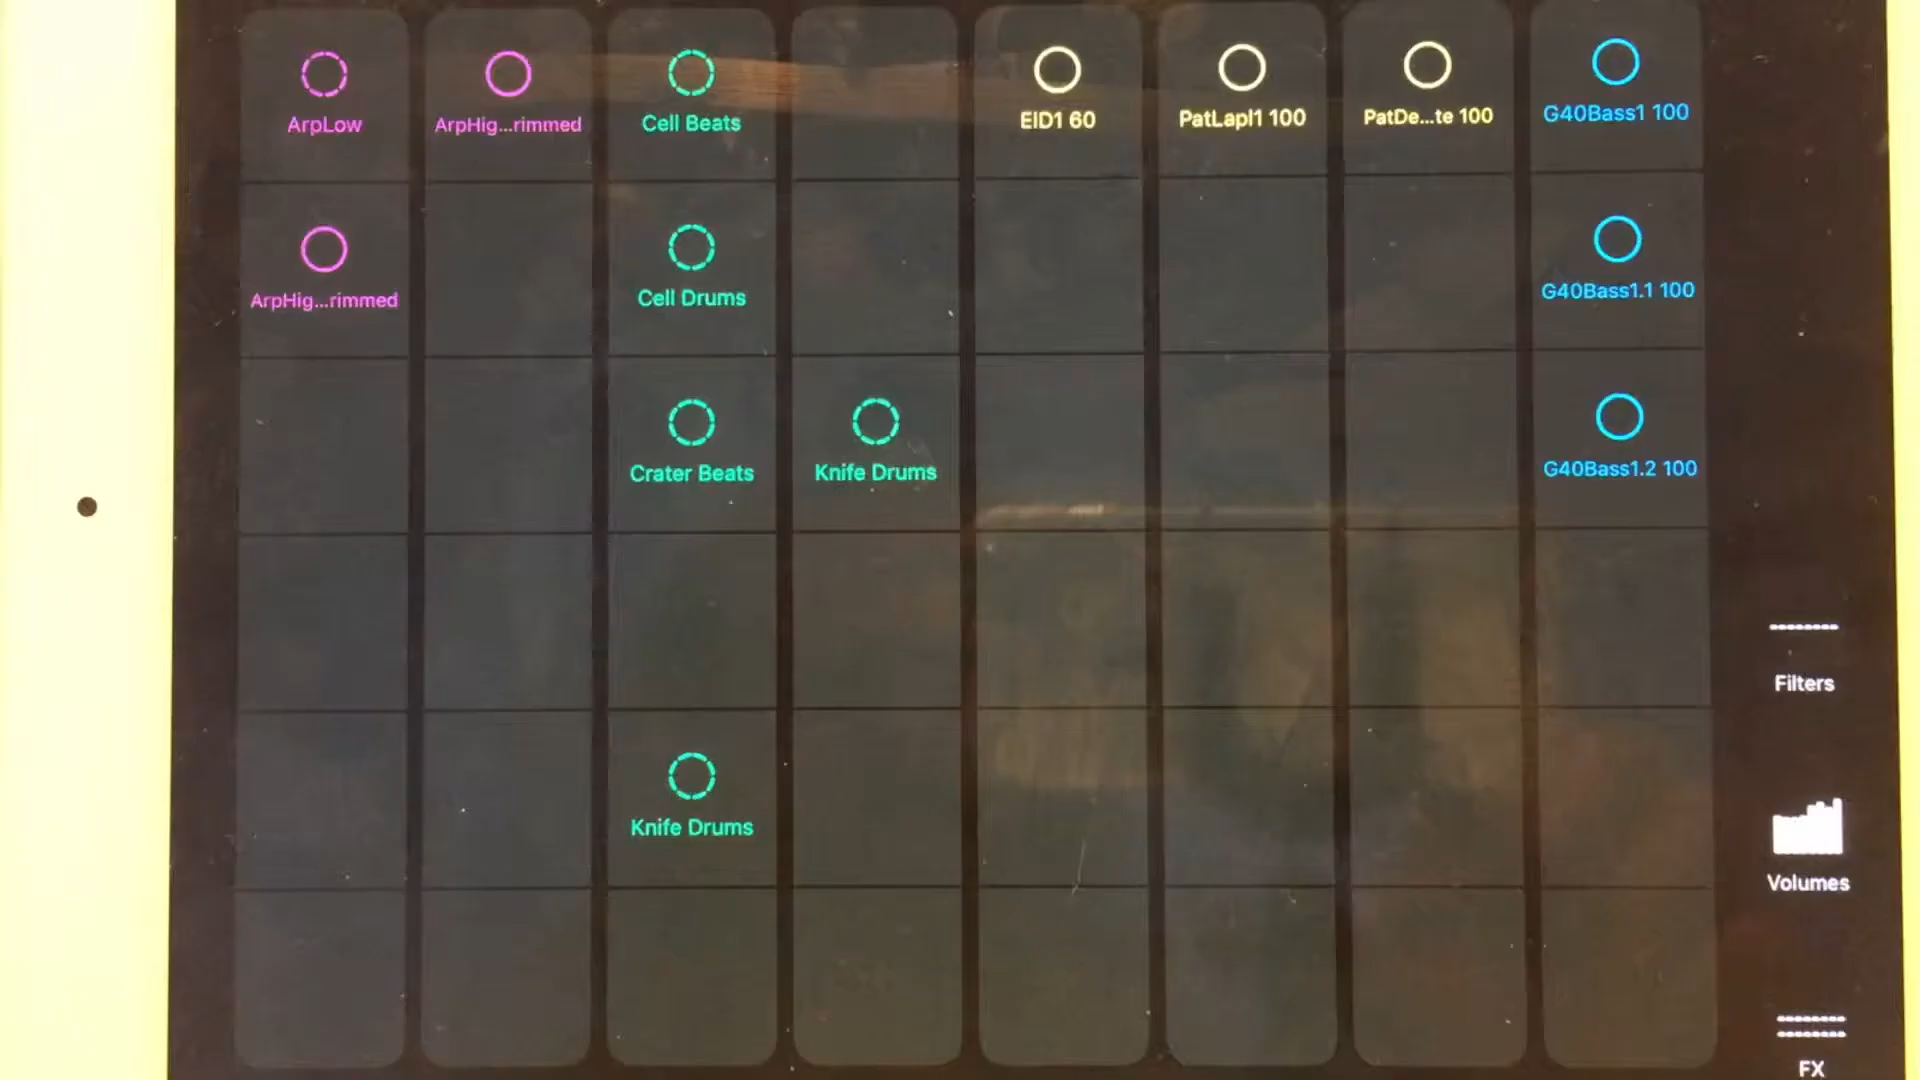 ArpLow
ArpHig...rimmed
Cell Beats
EID1 60
PatLapl1 100
PatDe...te 100
G40Bass1 100
ArpHig...rimmed
Cell Drums
G40Bass1.1 100
Crater Beats
Knife Drums
G40Bass1.2 100
Filters
Knife Drums
Volumes
FX